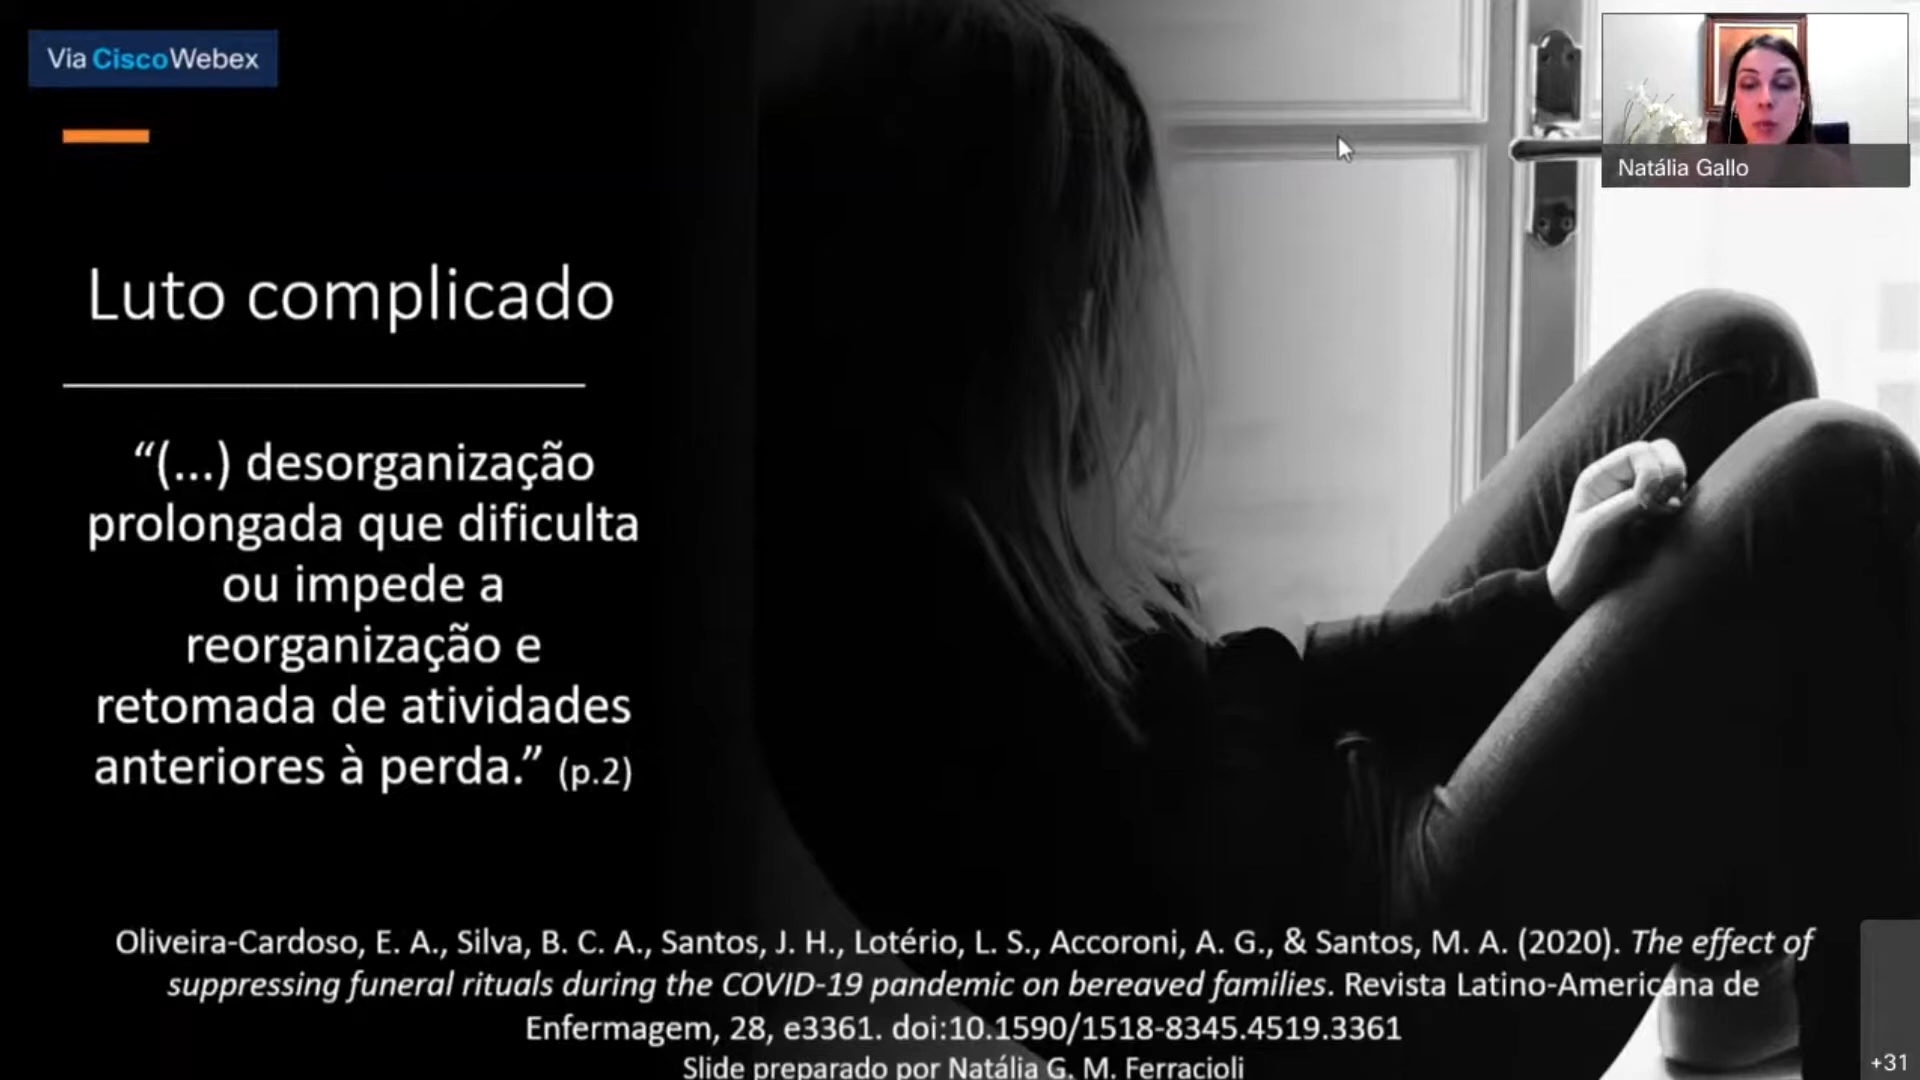 Via CiscoWebex
Natália Gallo
Luto complicado
“(...) desorganização
prolongada que dificulta
ou impede a
reorganização e
retomada de atividades
anteriores à perda.” (p.2)
Oliveira-Cardoso, E. A., Silva, B. C. A., Santos, J. H., Lotério, L. S., Accoroni, A. G., & Santos, M. A. (2020). The effect of
suppressing funeral rituals during the COVID-19 pandemic on bereaved families. Revista Latino-Americana de
Enfermagem, 28, e3361. doi:10.1590/1518-8345.4519.3361
Slide preparado por Natália G. M. Ferracioli
+31